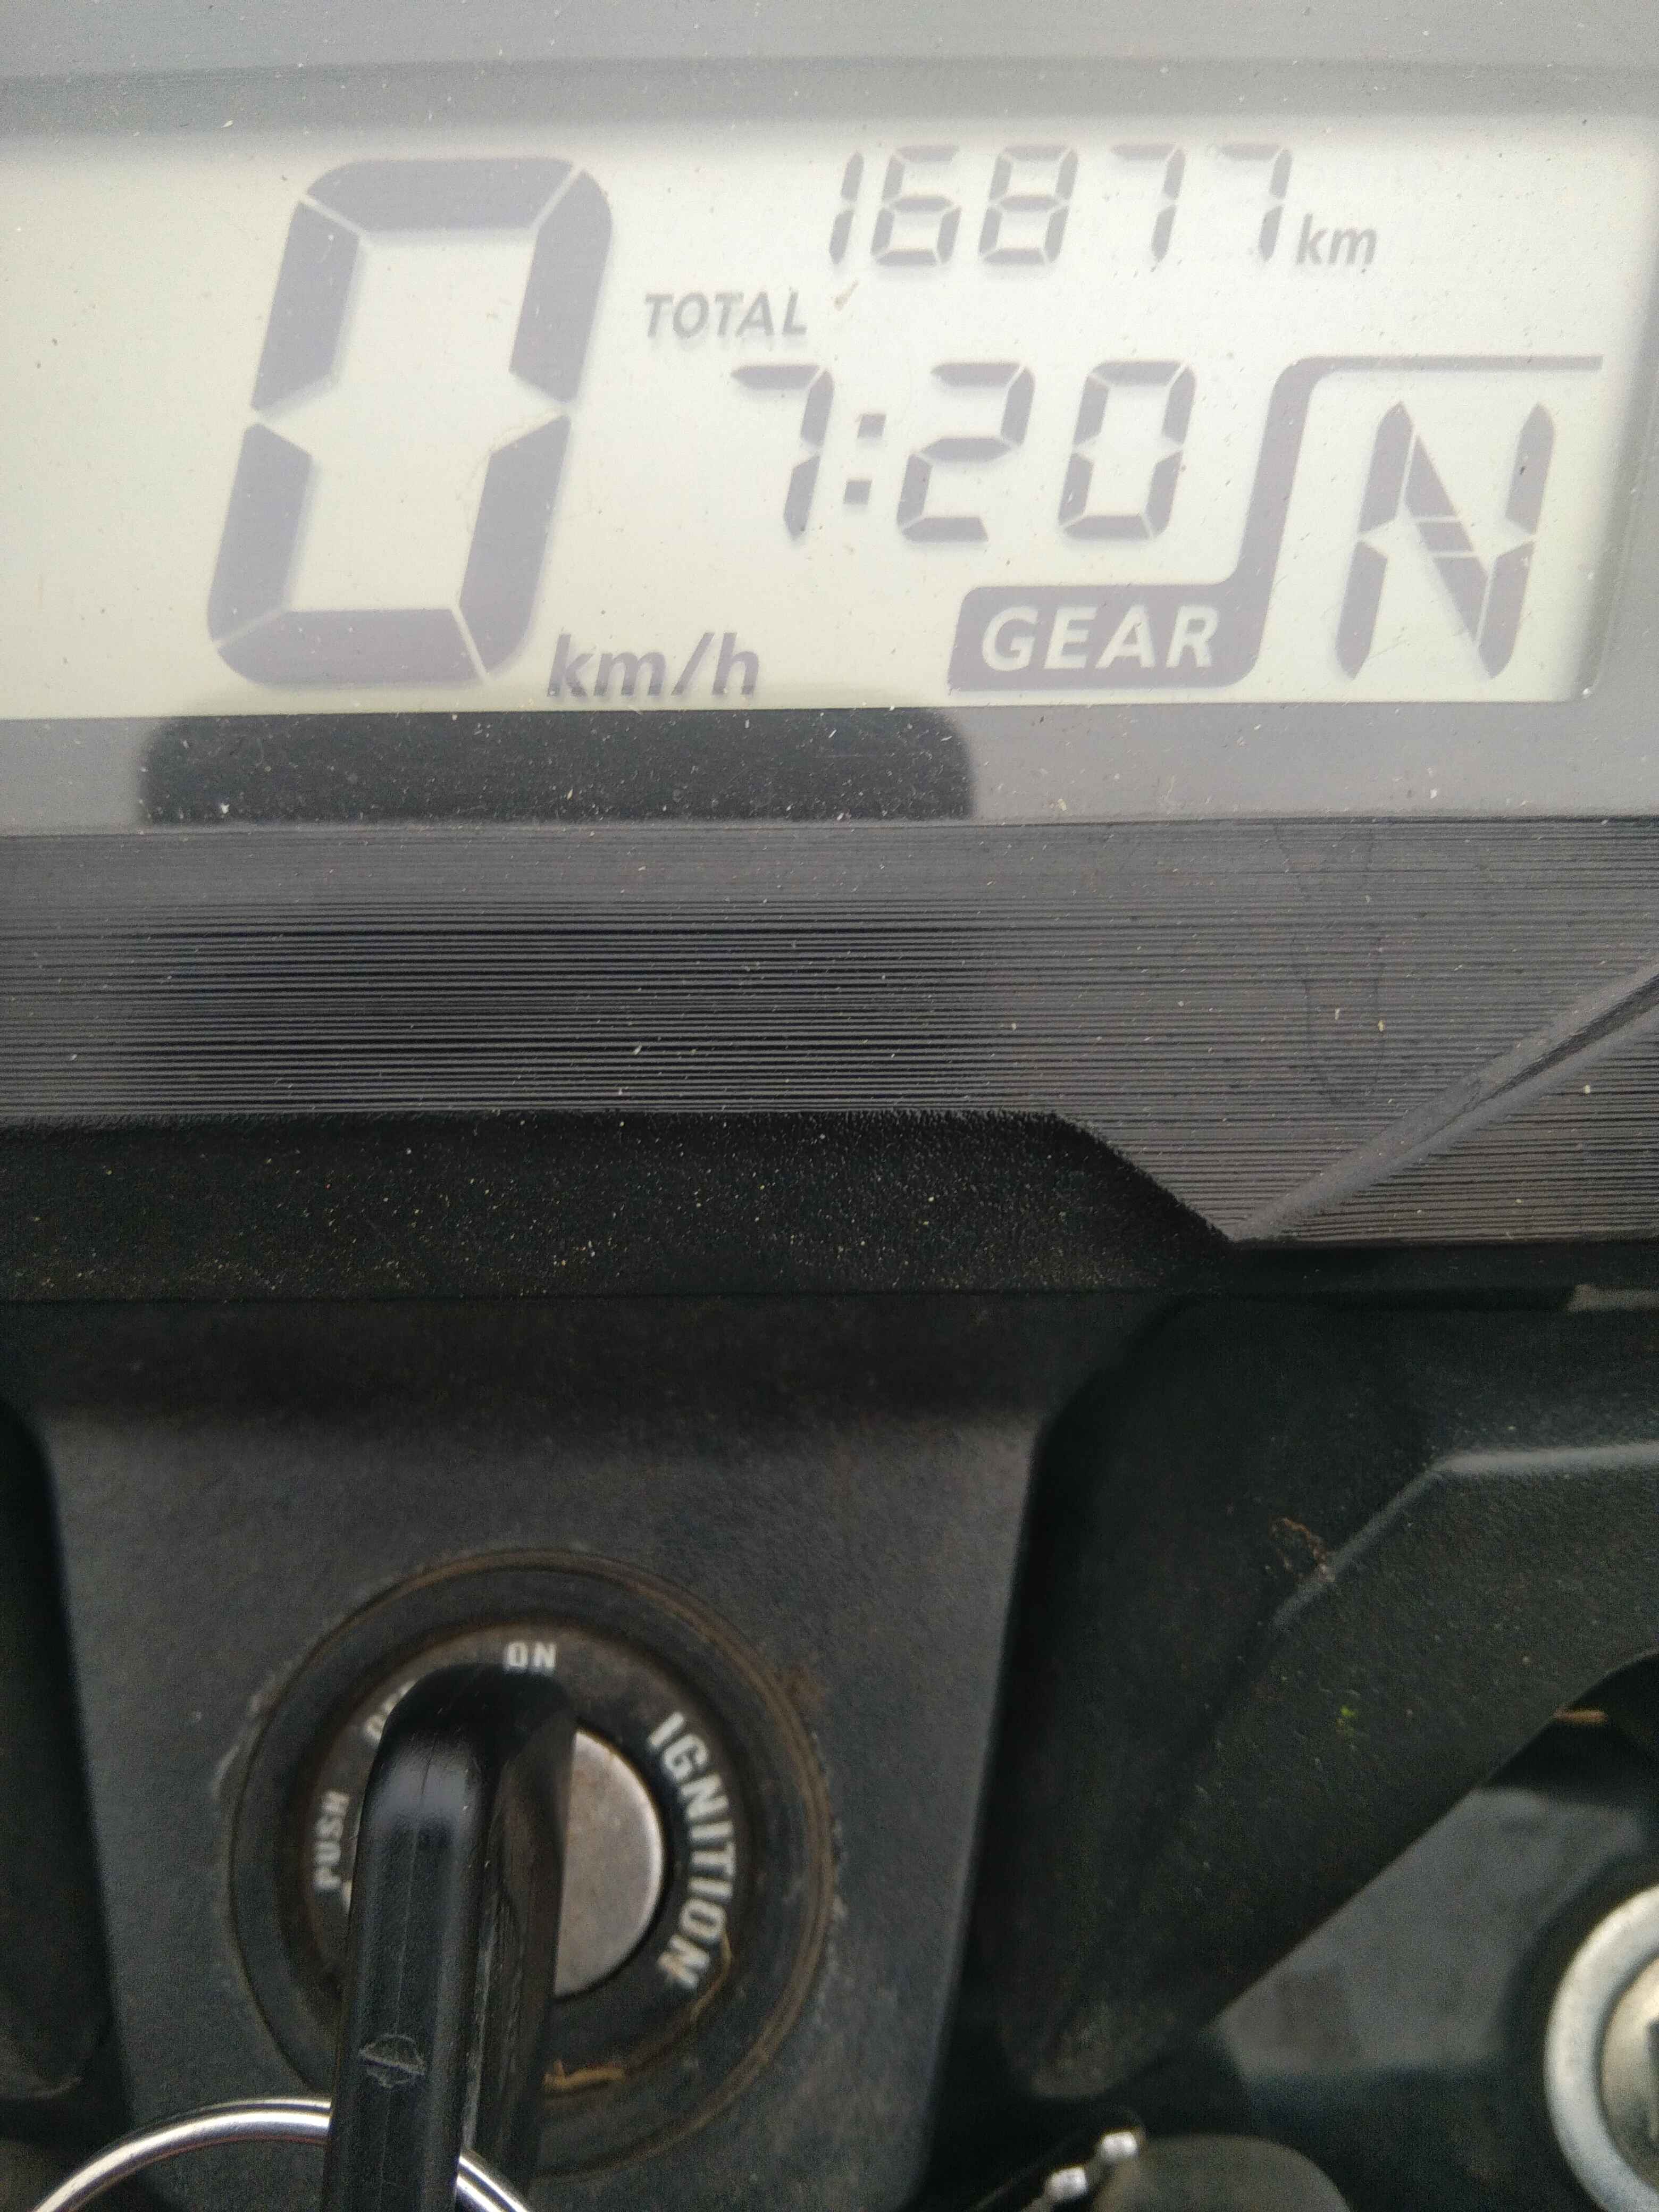 16877 km
TOTAL
7:20
0 km/h
GEAR N
ON
PUSH
IGNITION